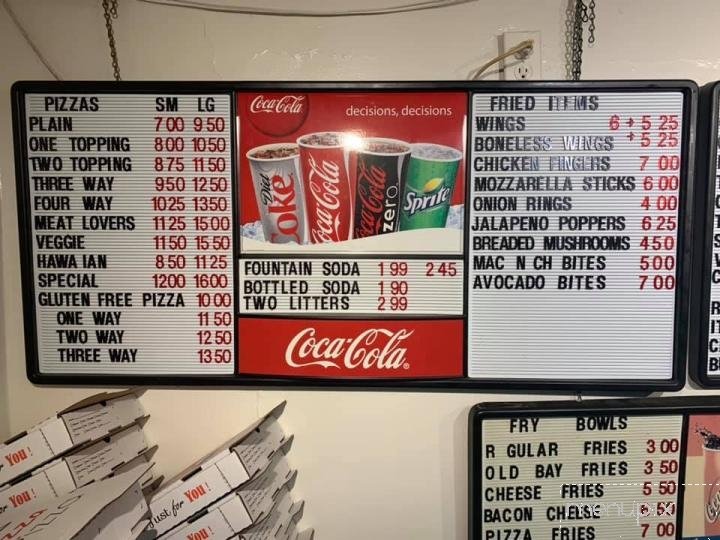 PIZZAS SM LG
PLAIN 7 00 9 50
ONE TOPPING 8 00 10 50
TWO TOPPING 8 75 11 50
THREE WAY 9 50 12 50
FOUR WAY 10 25 13 50
MEAT LOVERS 11 25 15 00
VEGGIE 11 50 15 50
HAWA IAN 8 50 11 25
SPECIAL 12 00 16 00
GLUTEN FREE PIZZA 10 00
ONE WAY 11 50
TWO WAY 12 50
THREE WAY 13 50
Coca-Cola
decisions, decisions
Diet Coke
Coca-Cola
Coca-Cola zero
Sprite
FOUNTAIN SODA 1 99 2 45
BOTTLED SODA 1 90
TWO LITTERS 2 99
Coca-Cola
FRIED ITEMS
WINGS 6 5 25
BONELESS WINGS 5 25
CHICKEN FINGERS 7 00
MOZZARELLA STICKS 6 00
ONION RINGS 4 00
JALAPENO POPPERS 6 25
BREADED MUSHROOMS 4 50
MAC N CH BITES 5 00
AVOCADO BITES 7 00
FRY BOWLS
R GULAR FRIES 3 00
OLD BAY FRIES 3 50
CHEESE FRIES 5 50
BACON CHEESE
PIZZA FRIES 7 00
menupix
You!
You!
Just for You!